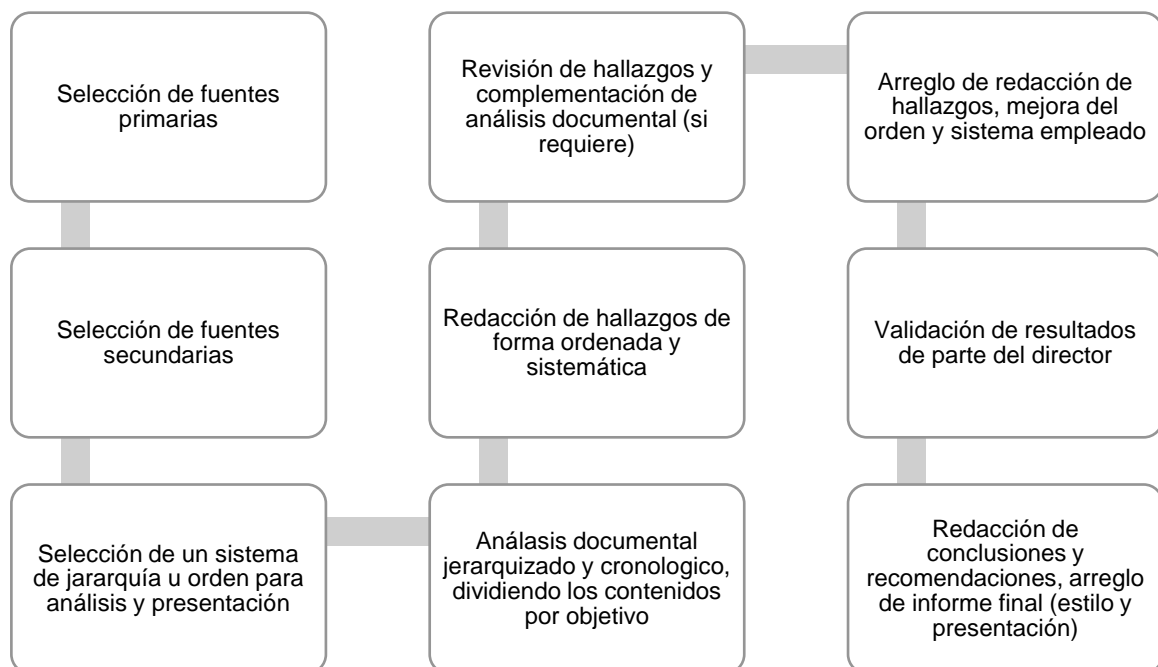 Selección de fuentes
primarias
Selección de fuentes
secundarias
Selección de un sistema
de jararquía u orden para
análisis y presentación
Análasis documental
jerarquizado y cronologico,
dividiendo los contenidos
por objetivo
Redacción de hallazgos de
forma ordenada y
sistemática
Revisión de hallazgos y
complementación de
análisis documental (si
requiere)
Arreglo de redacción de
hallazgos, mejora del
orden y sistema empleado
Validación de resultados
de parte del director
Redacción de
conclusiones y
recomendaciones, arreglo
de informe final (estilo y
presentación)